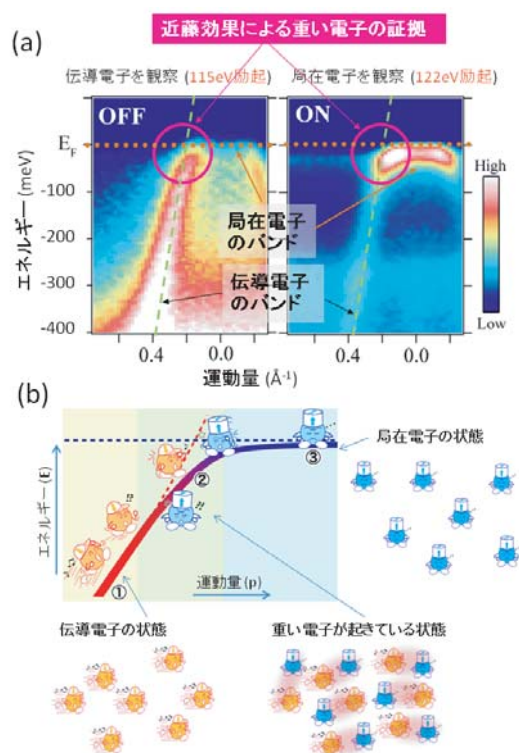 (a)
近藤効果による重い電子の証拠
伝導電子を観察 (115eV励起)
局在電子を観察 (122eV励起)
OFF
ON
E_F
-100
-200
-300
-400
エネルギー (meV)
局在電子
のバンド
伝導電子
のバンド
High
Low
0.4
0.0
0.4
0.0
運動量 (Å⁻¹)
(b)
エネルギー (E)
①
②
③
!?
!?
運動量 (p)
局在電子の状態
伝導電子の状態
重い電子が起きている状態